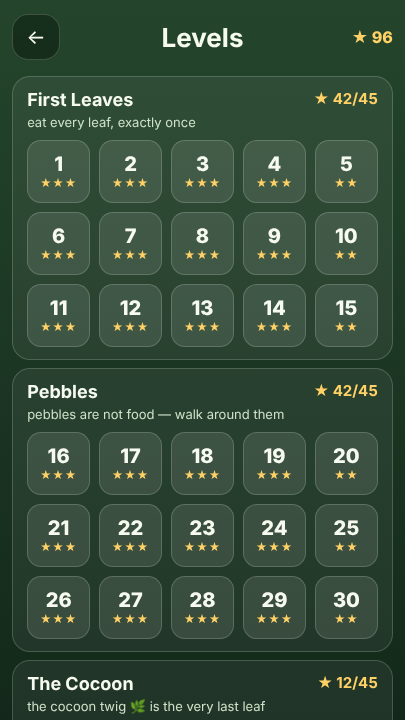 ← Levels ★ 96
First Leaves ★ 42/45
eat every leaf, exactly once
1 2 3 4 5
★★★ ★★★ ★★★ ★★★ ★★
6 7 8 9 10
★★★ ★★★ ★★★ ★★★ ★★
11 12 13 14 15
★★★ ★★★ ★★★ ★★★ ★★
Pebbles ★ 42/45
pebbles are not food — walk around them
16 17 18 19 20
★★★ ★★★ ★★★ ★★★ ★★
21 22 23 24 25
★★★ ★★★ ★★★ ★★★ ★★
26 27 28 29 30
★★★ ★★★ ★★★ ★★★ ★★
The Cocoon ★ 12/45
the cocoon twig 🌿 is the very last leaf